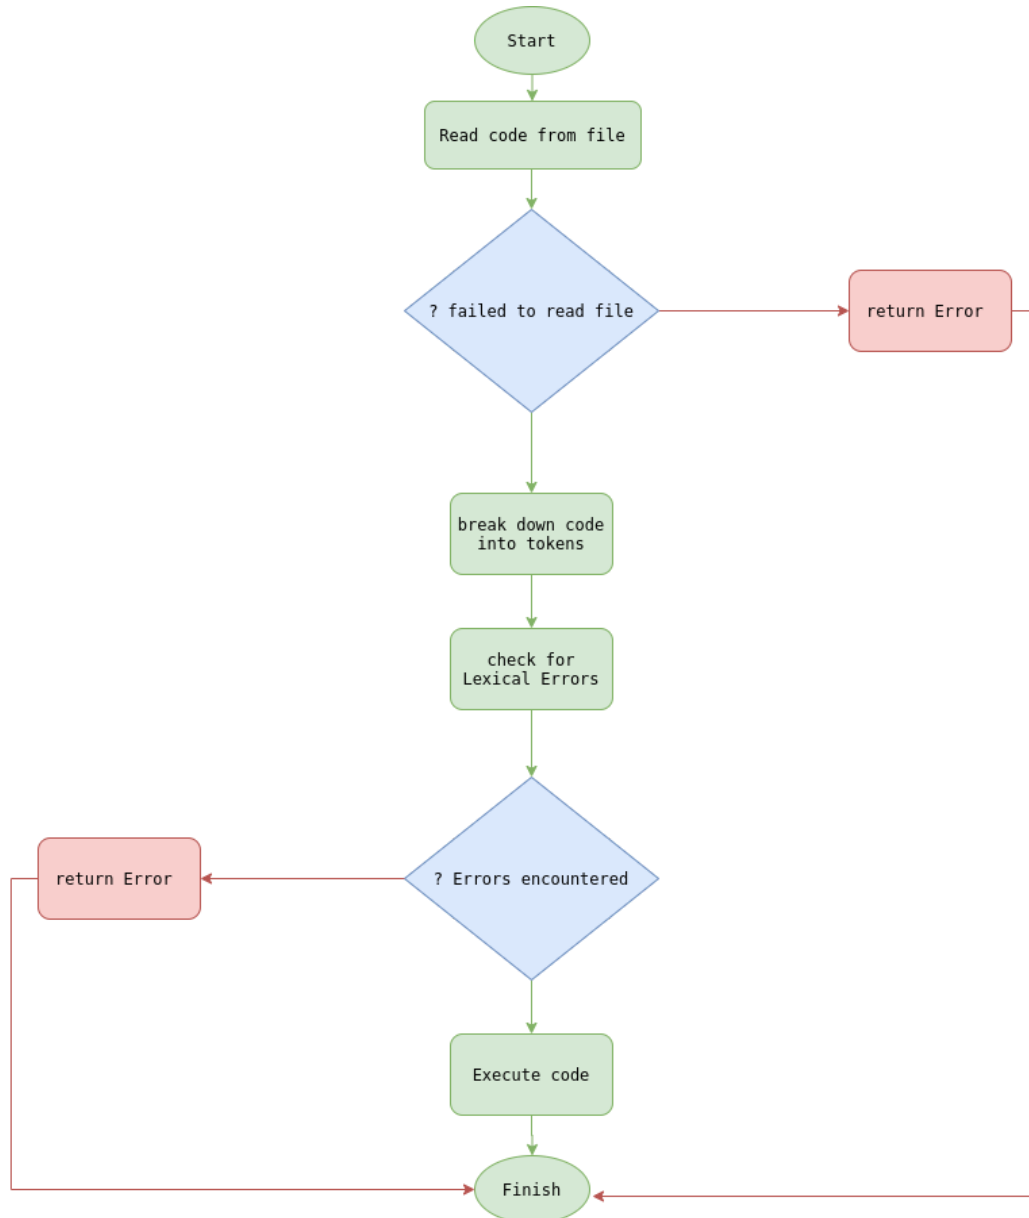 Start
Read code from file
? failed to read file
return Error
break down code
into tokens
check for
Lexical Errors
return Error
? Errors encountered
Execute code
Finish